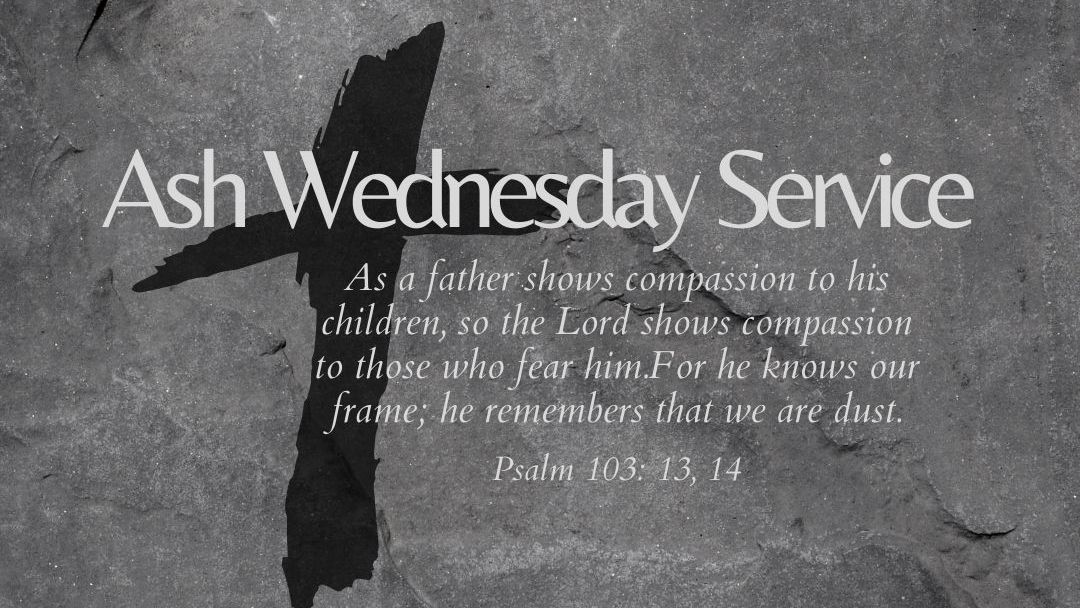 Ash Wednesday Service
As a father shows compassion to his
children, so the Lord shows compassion
to those who fear him.For he knows our
frame; he remembers that we are dust.
Psalm 103: 13, 14